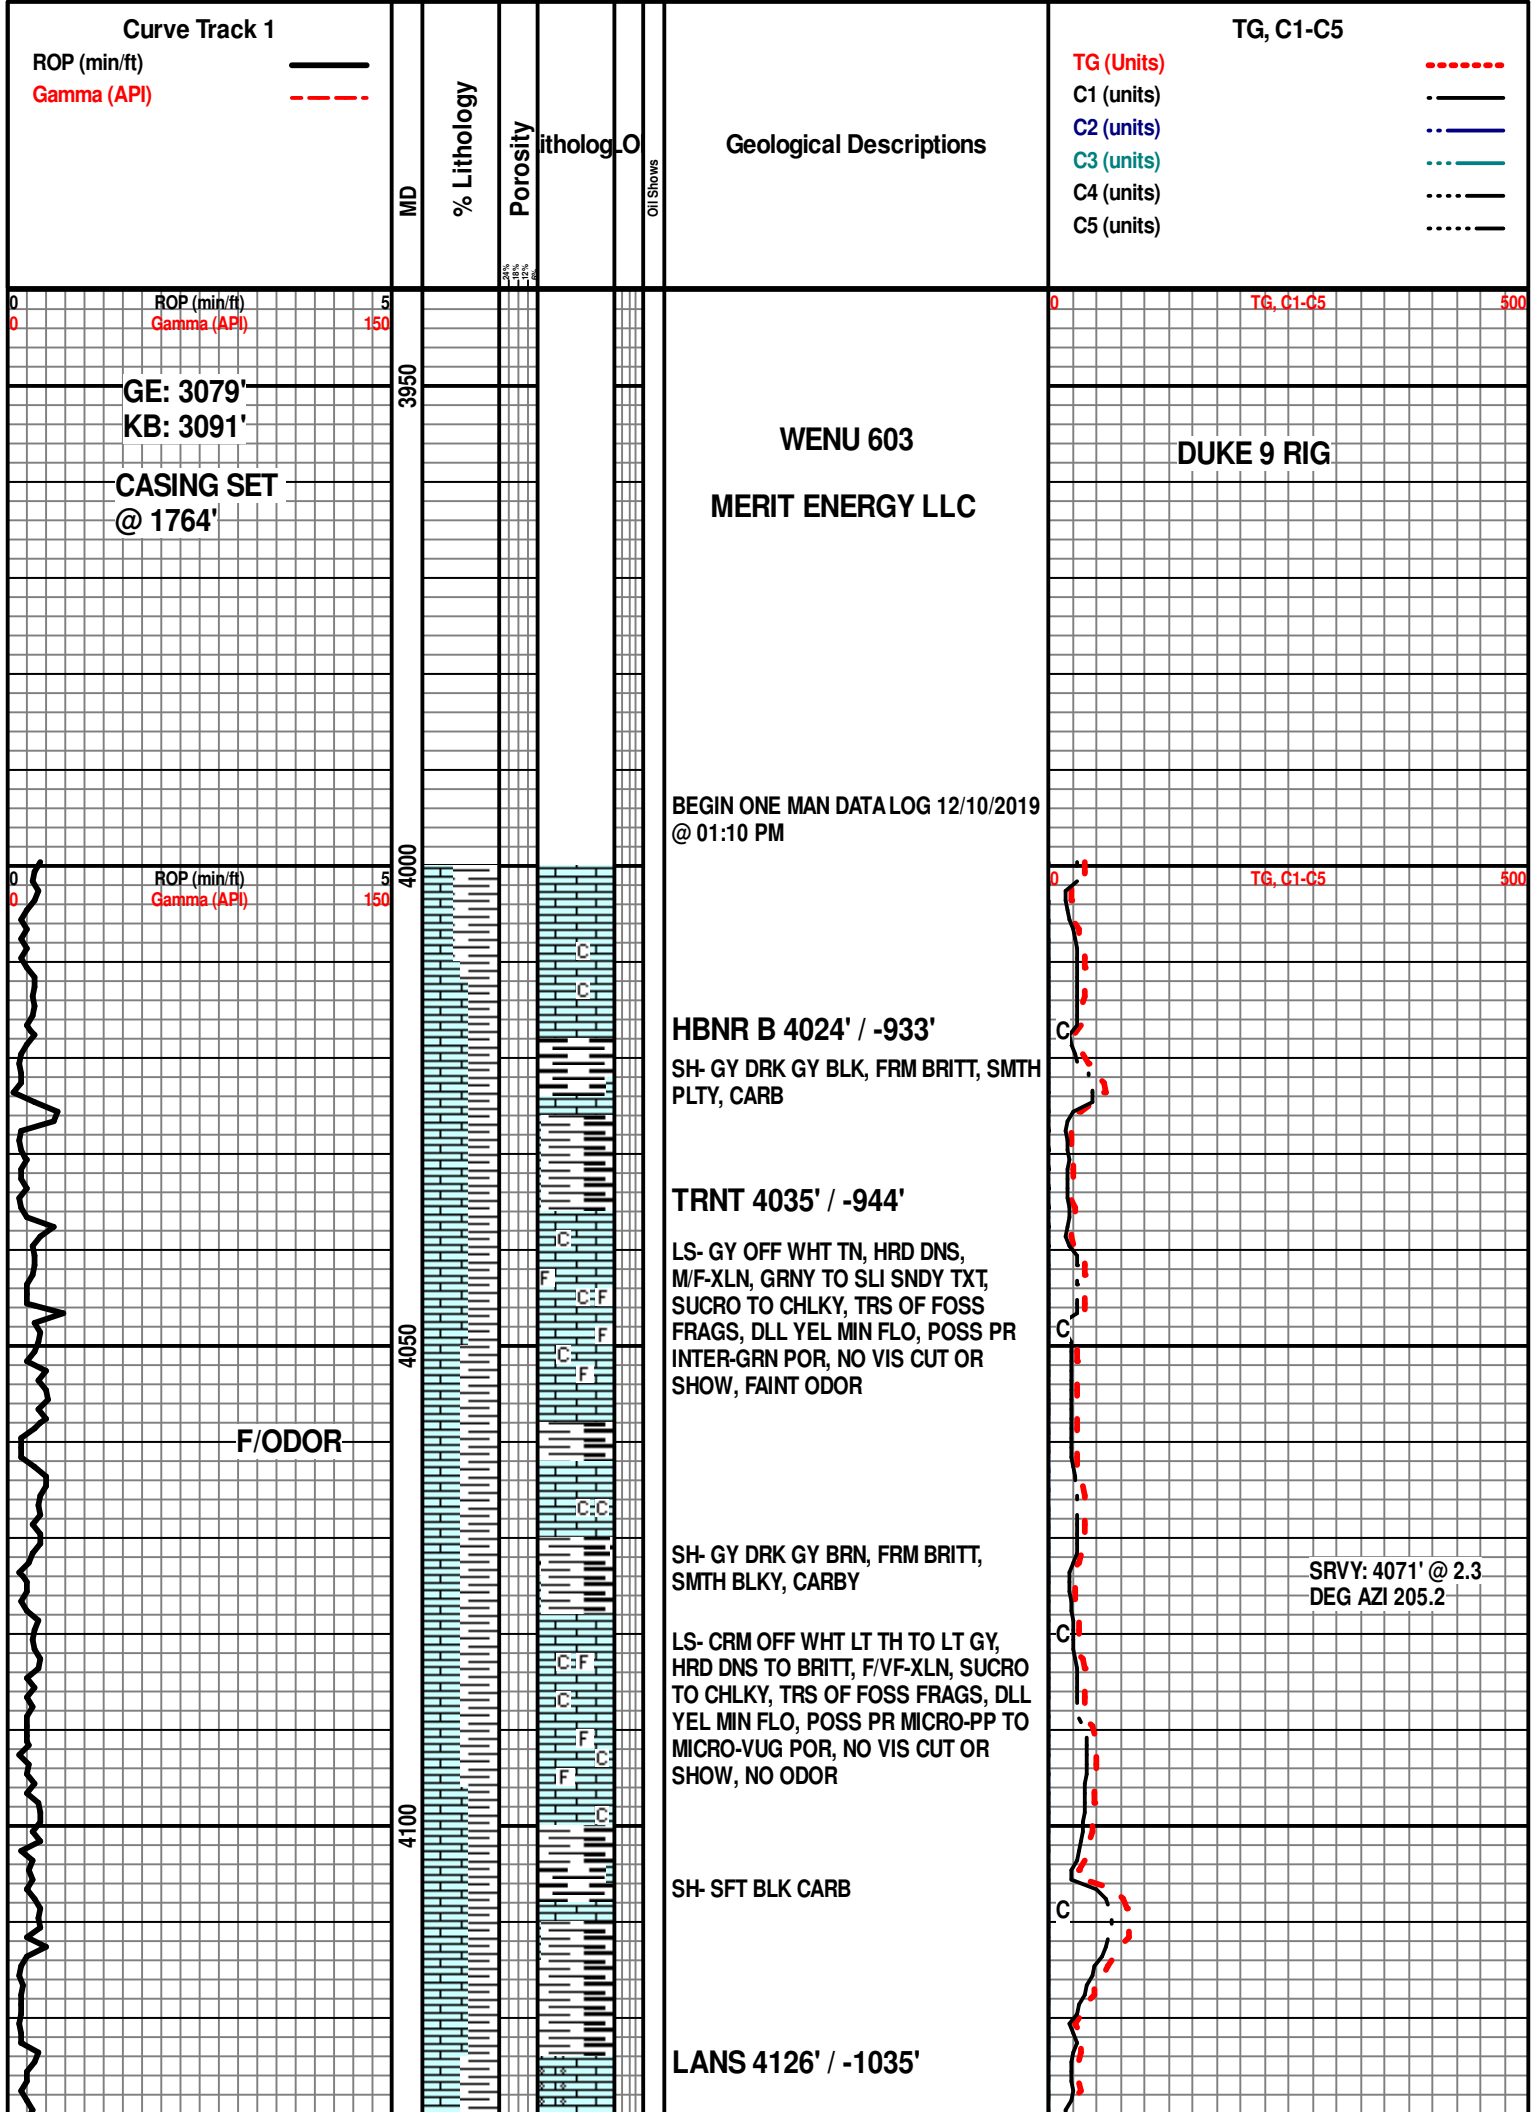 Curve Track 1
ROP (min/ft)
Gamma (API)
MD
% Lithology
Porosity
24%
18%
12%
6%
ithologLO
Oil Shows
Geological Descriptions
TG, C1-C5
TG (Units)
C1 (units)
C2 (units)
C3 (units)
C4 (units)
C5 (units)
0 ROP (min/ft) 5
0 Gamma (API) 150
0 TG, C1-C5 500
GE: 3079'
KB: 3091'
3950
CASING SET
@ 1764'
WENU 603
MERIT ENERGY LLC
DUKE 9 RIG
BEGIN ONE MAN DATA LOG 12/10/2019
@ 01:10 PM
4000
0 ROP (min/ft) 5
0 Gamma (API) 150
0 TG, C1-C5 500
C
C
HBNR B 4024' / -933'
C
SH- GY DRK GY BLK, FRM BRITT, SMTH
PLTY, CARB
TRNT 4035' / -944'
C
F
C F
F
C
F
LS- GY OFF WHT TN, HRD DNS,
M/F-XLN, GRNY TO SLI SNDY TXT,
SUCRO TO CHLKY, TRS OF FOSS
FRAGS, DLL YEL MIN FLO, POSS PR
INTER-GRN POR, NO VIS CUT OR
SHOW, FAINT ODOR
C
4050
F/ODOR
C C
SH- GY DRK GY BRN, FRM BRITT,
SMTH BLKY, CARBY
SRVY: 4071' @ 2.3
DEG AZI 205.2
C
LS- CRM OFF WHT LT TH TO LT GY,
HRD DNS TO BRITT, F/VF-XLN, SUCRO
TO CHLKY, TRS OF FOSS FRAGS, DLL
YEL MIN FLO, POSS PR MICRO-PP TO
MICRO-VUG POR, NO VIS CUT OR
SHOW, NO ODOR
C F
C
F
C
F
C
4100
SH- SFT BLK CARB
C
LANS 4126' / -1035'